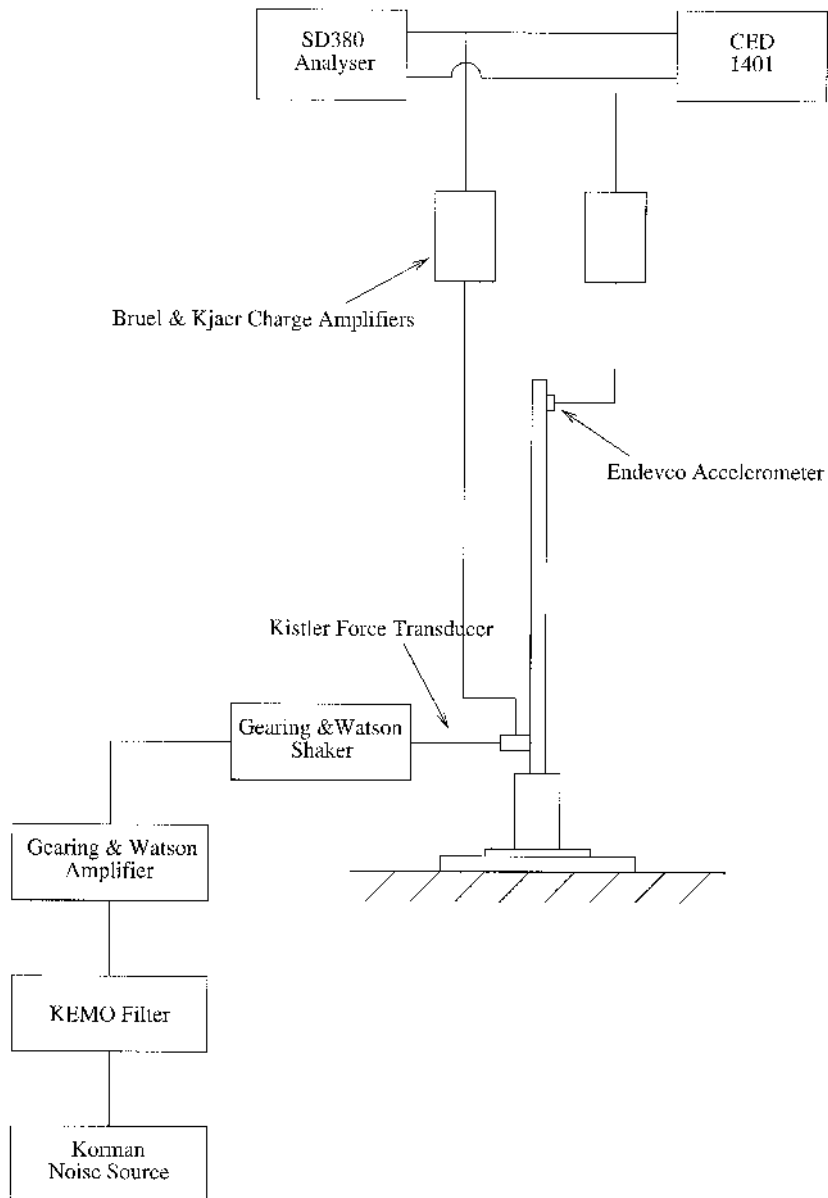 SD380
Analyser
CED
1401
Bruel & Kjaer Charge Amplifiers
Endevco Accelerometer
Kistler Force Transducer
Gearing &Watson
Shaker
Gearing & Watson
Amplifier
KEMO Filter
Korman
Noise Source